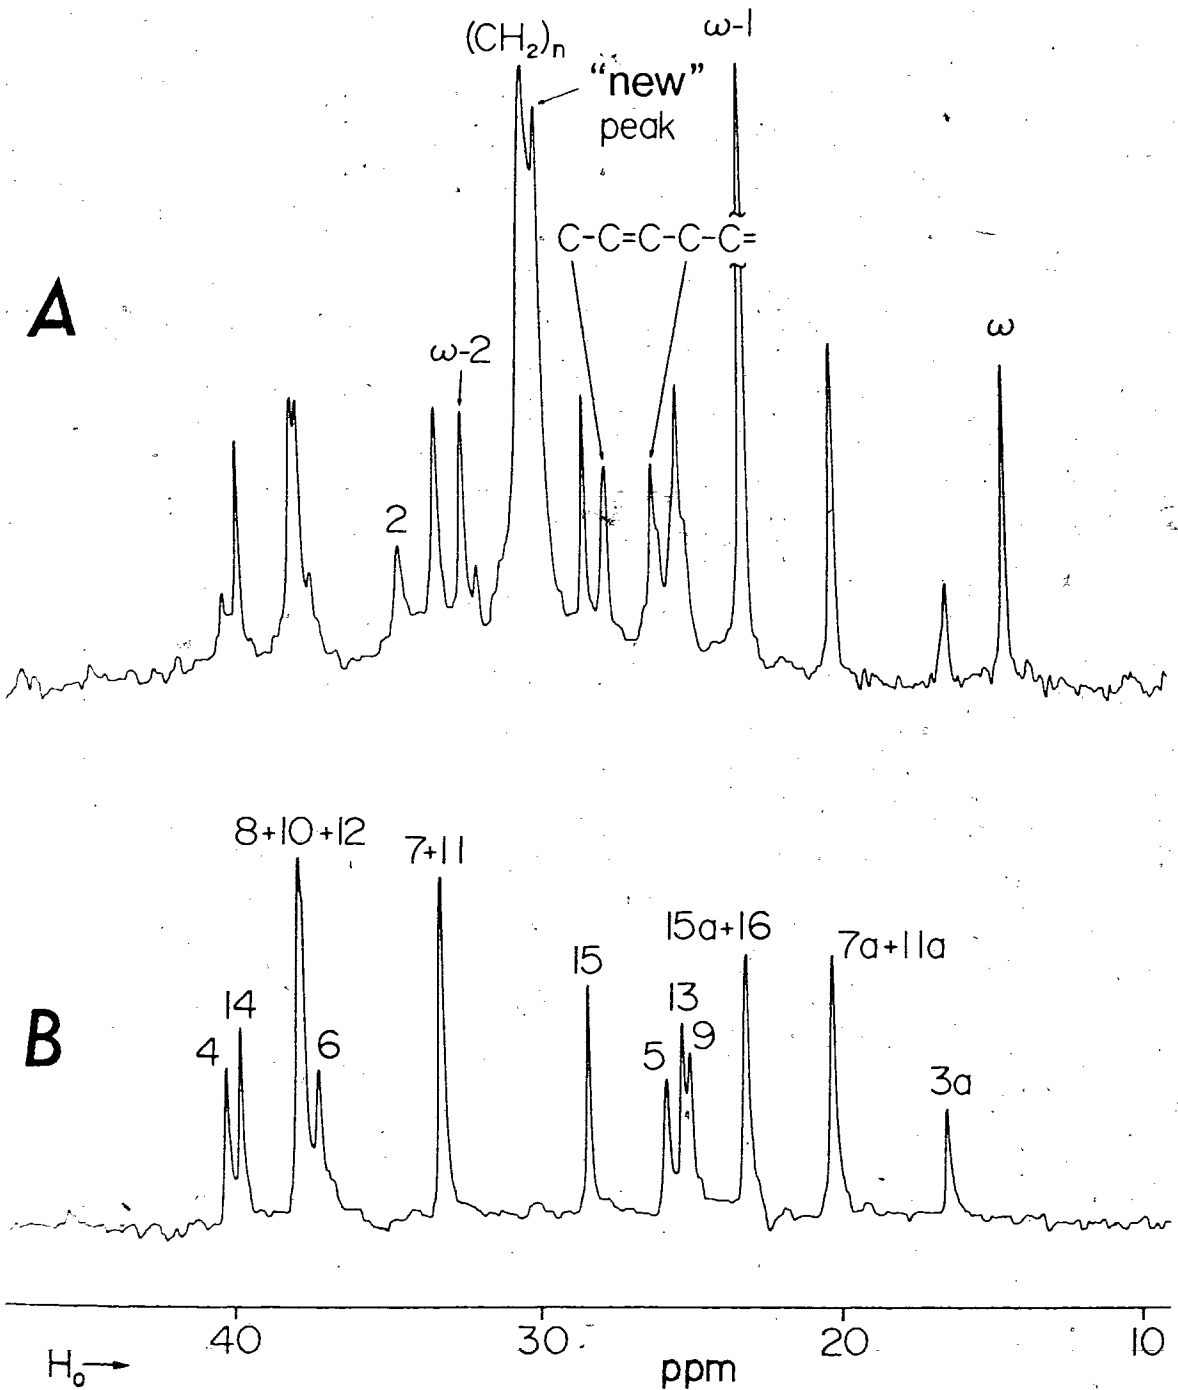 (CH₂)ₙ
ω-1
“new”
peak
C-C=C-C-C=
A
ω-2
ω
2
8+10+12
7+11
15a+16
7a+11a
15
14
13
B
4
6
5
9
3a
40
30
20
10
H₀→
ppm